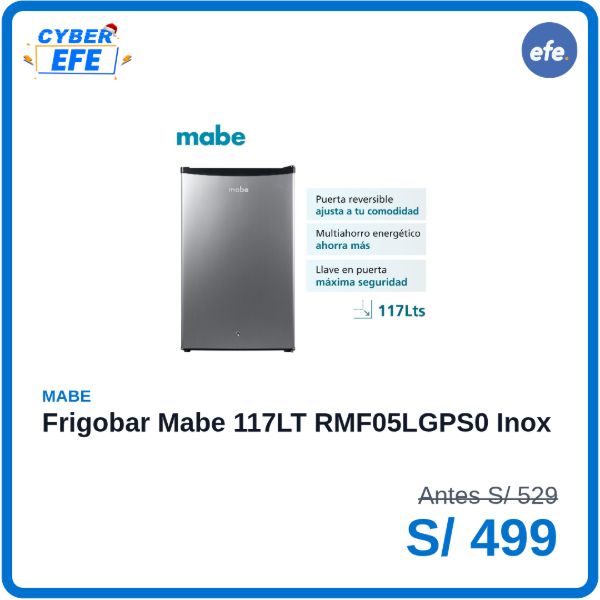 CYBER
EFE
efe.
mabe
mabe
Puerta reversible
ajusta a tu comodidad
Multiahorro energético
ahorra más
Llave en puerta
máxima seguridad
117Lts
MABE
Frigobar Mabe 117LT RMF05LGPS0 Inox
Antes S/ 529
S/ 499